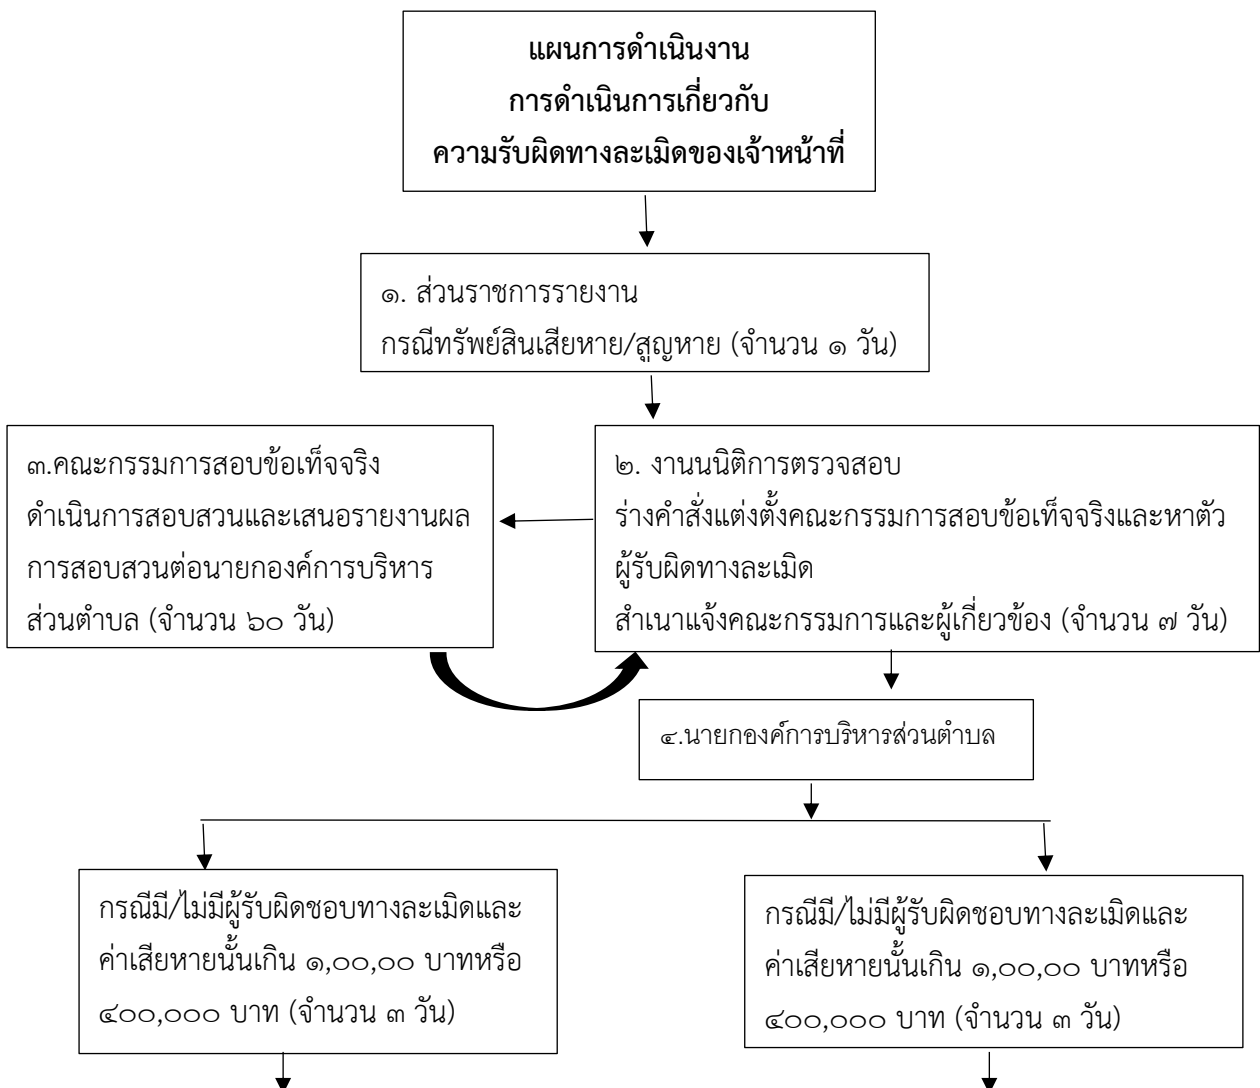 แผนการดำเนินงาน
การดำเนินการเกี่ยวกับ
ความรับผิดทางละเมิดของเจ้าหน้าที่
๑. ส่วนราชการรายงาน
กรณีทรัพย์สินเสียหาย/สูญหาย (จำนวน ๑ วัน)
๒. งานนนิติการตรวจสอบ
ร่างคำสั่งแต่งตั้งคณะกรรมการสอบข้อเท็จจริงและหาตัว
ผู้รับผิดทางละเมิด
สำเนาแจ้งคณะกรรมการและผู้เกี่ยวข้อง (จำนวน ๗ วัน)
๓.คณะกรรมการสอบข้อเท็จจริง
ดำเนินการสอบสวนและเสนอรายงานผล
การสอบสวนต่อนายกองค์การบริหาร
ส่วนตำบล (จำนวน ๖๐ วัน)
๔.นายกองค์การบริหารส่วนตำบล
กรณีมี/ไม่มีผู้รับผิดชอบทางละเมิดและ
ค่าเสียหายนั้นเกิน ๑,๐๐,๐๐ บาทหรือ
๔๐๐,๐๐๐ บาท (จำนวน ๓ วัน)
กรณีมี/ไม่มีผู้รับผิดชอบทางละเมิดและ
ค่าเสียหายนั้นเกิน ๑,๐๐,๐๐ บาทหรือ
๔๐๐,๐๐๐ บาท (จำนวน ๓ วัน)